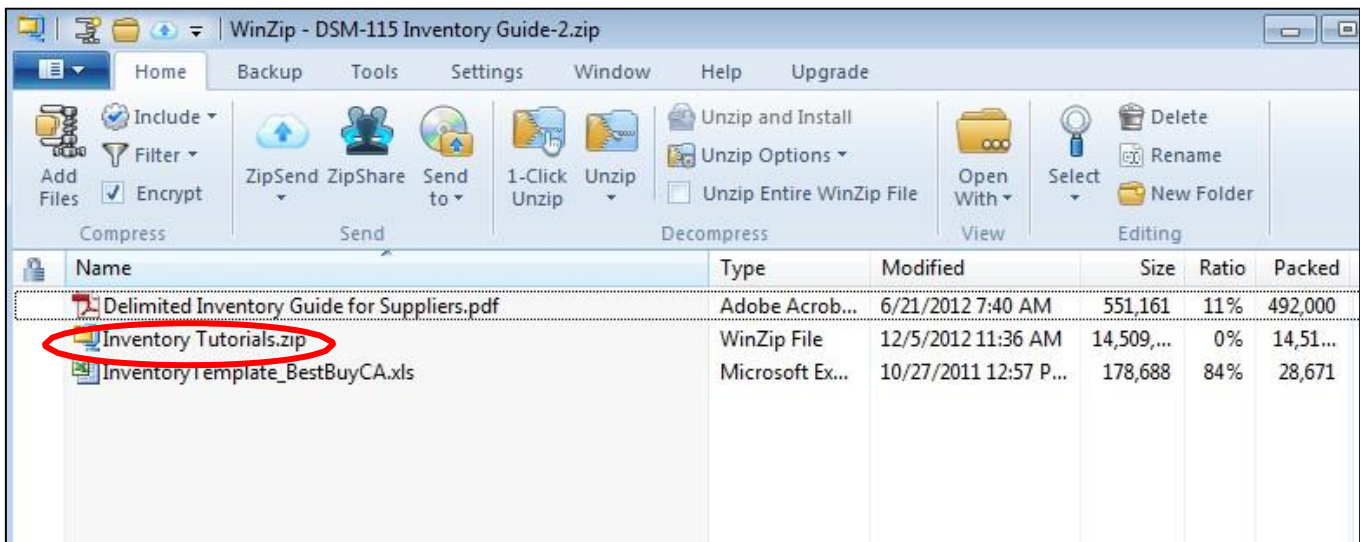 WinZip - DSM-115 Inventory Guide-2.zip
Home Backup Tools Settings Window Help Upgrade
Add Files
Include
Filter
Encrypt
Compress
ZipSend ZipShare Send to
Send
1-Click Unzip Unzip
Unzip and Install
Unzip Options
Unzip Entire WinZip File
Decompress
Open With
View
Select
Delete
Rename
New Folder
Editing
Name Type Modified Size Ratio Packed
Delimited Inventory Guide for Suppliers.pdf Adobe Acrob... 6/21/2012 7:40 AM 551,161 11% 492,000
Inventory Tutorials.zip WinZip File 12/5/2012 11:36 AM 14,509,... 0% 14,51...
InventoryTemplate_BestBuyCA.xls Microsoft Ex... 10/27/2011 12:57 P... 178,688 84% 28,671